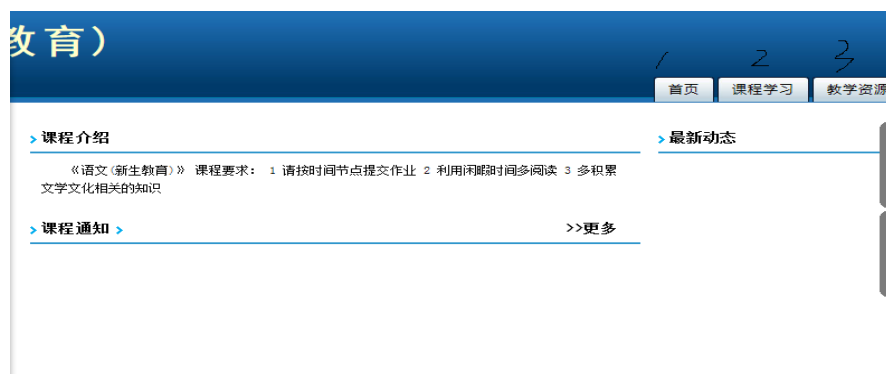 教育）
1 2 3
首页 课程学习 教学资源
课程介绍
最新动态
《语文(新生教育)》 课程要求： 1 请按时间节点提交作业 2 利用闲暇时间多阅读 3 多积累
文学文化相关的知识
课程通知
>>更多